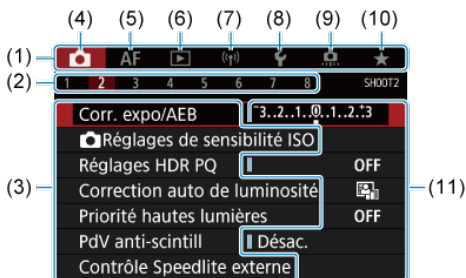 (4) (5) (6) (7) (8) (9) (10)
(1) AF
(2) 1 2 3 4 5 6 7 8 SHOOT2
Corr. expo/AEB -3..2..1..0..1..2.+3
Réglages de sensibilité ISO
Réglages HDR PQ OFF
(3) Correction auto de luminosité (11)
Priorité hautes lumières OFF
PdV anti-scintill Désac.
Contrôle Speedlite externe